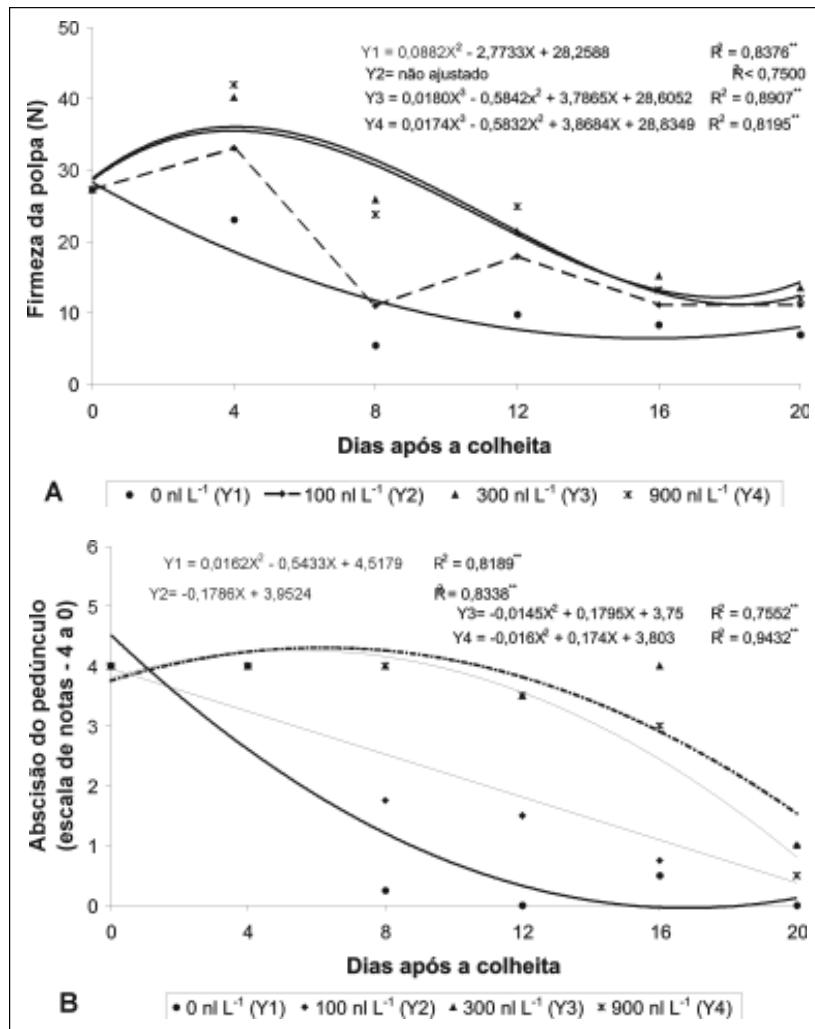 50
40
30
20
10
0
Firmeza da polpa (N)
Y1 = 0,0882X² - 2,7733X + 28,2588 R² = 0,8376**
Y2= não ajustado R²< 0,7500
Y3 = 0,0180X³ - 0,5842x² + 3,7865X + 28,6052 R² = 0,8907**
Y4 = 0,0174X³ - 0,5832X² + 3,8684X + 28,8349 R² = 0,8195**
0 4 8 12 16 20
Dias após a colheita
A
0 nl L⁻¹ (Y1) 100 nl L⁻¹ (Y2) 300 nl L⁻¹ (Y3) 900 nl L⁻¹ (Y4)
6
5
4
3
2
1
0
Abscisão do pedúnculo
(escala de notas - 4 a 0)
Y1 = 0,0162X² - 0,5433X + 4,5179 R² = 0,8189**
Y2= -0,1786X + 3,9524 R² = 0,8338**
Y3= -0,0145X² + 0,1795X + 3,75 R² = 0,7552**
Y4 = -0,016X² + 0,174X + 3,803 R² = 0,9432**
0 4 8 12 16 20
Dias após a colheita
B
0 nl L⁻¹ (Y1) 100 nl L⁻¹ (Y2) 300 nl L⁻¹ (Y3) 900 nl L⁻¹ (Y4)